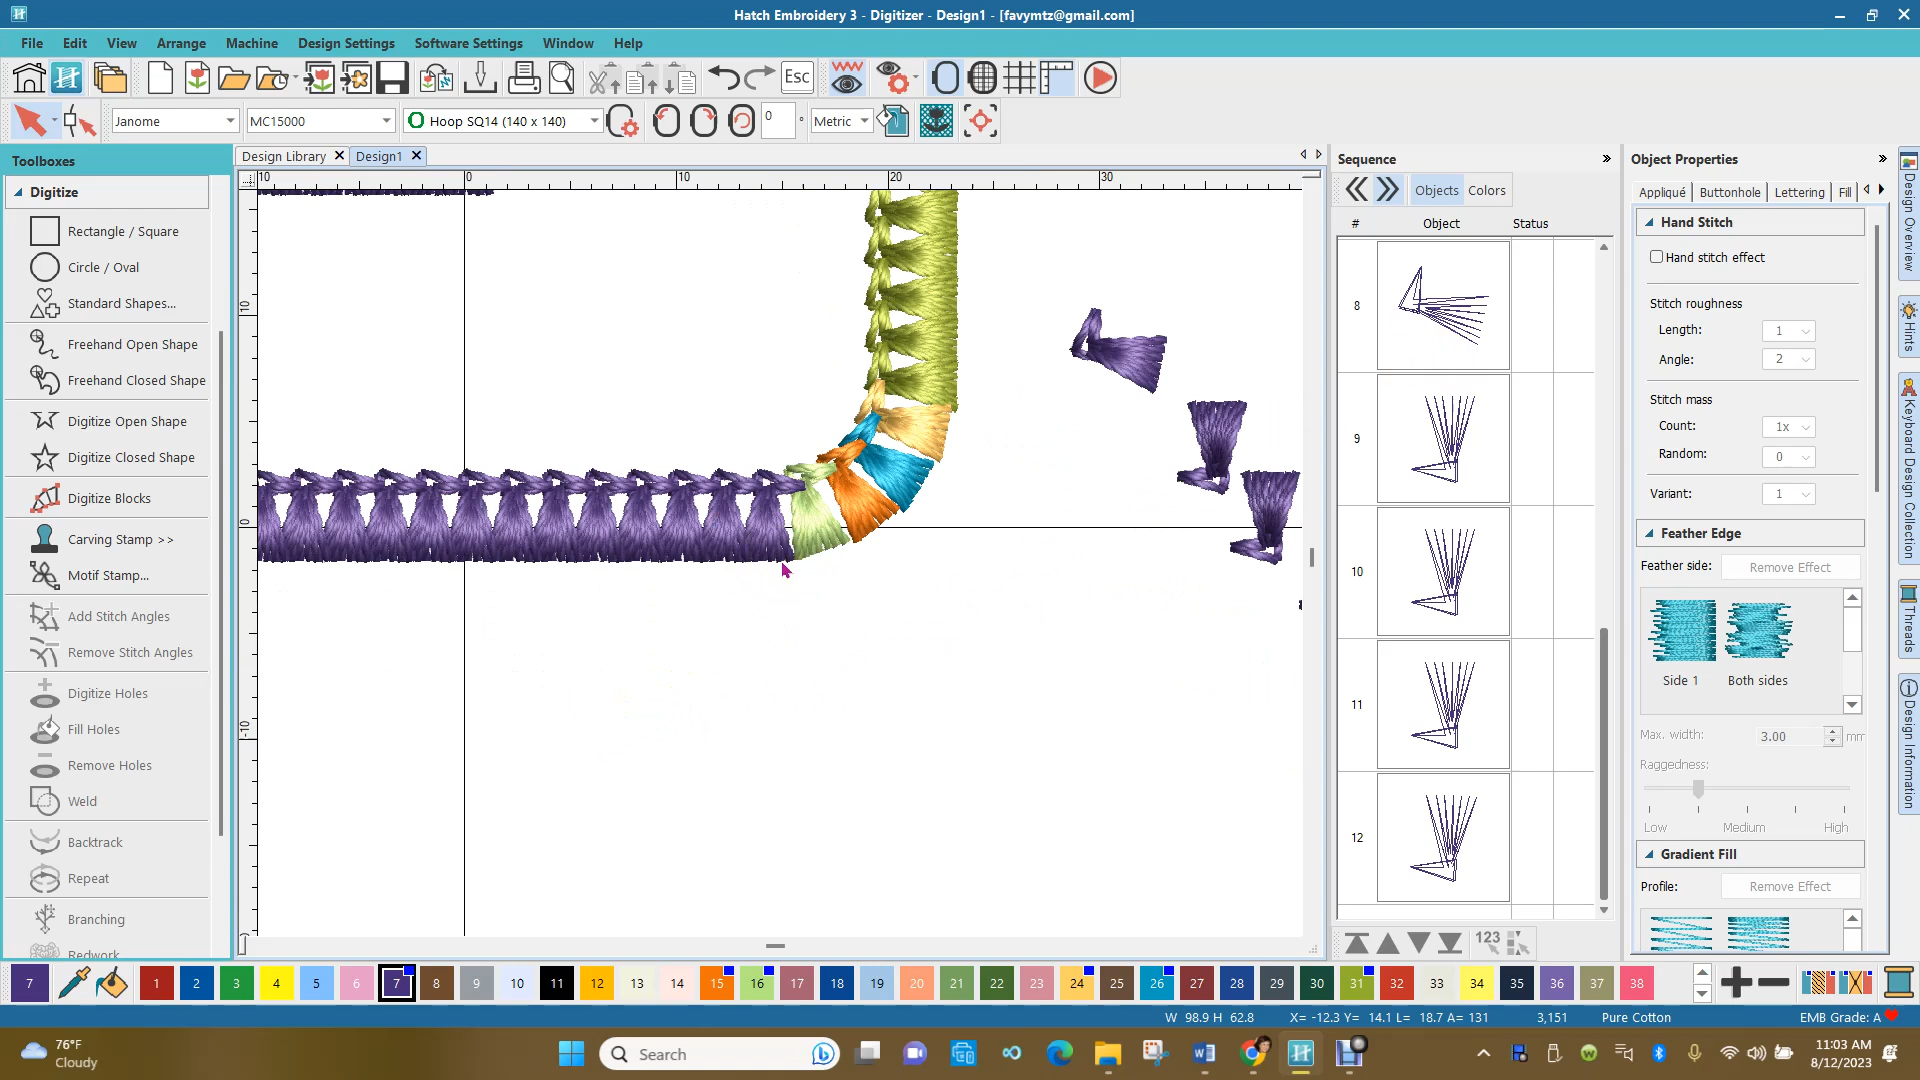 Hatch Embroidery 3 - Digitizer - Design1 - [favymtz@gmail.com]
File Edit View Arrange Machine Design Settings Software Settings Window Help
Esc
Janome MC15000 Hoop SQ14 (140 x 140) 0 ° Metric
Toolboxes
Digitize
Rectangle / Square
Circle / Oval
Standard Shapes...
Freehand Open Shape
Freehand Closed Shape
Digitize Open Shape
Digitize Closed Shape
Digitize Blocks
Carving Stamp >>
Motif Stamp...
Add Stitch Angles
Remove Stitch Angles
Digitize Holes
Fill Holes
Remove Holes
Weld
Backtrack
Repeat
Branching
Redwork
Design Library Design1
10 0 10 20 30
10
0
-10
Sequence
Objects Colors
# Object Status
8
9
10
11
12
123
Object Properties
Appliqué Buttonhole Lettering Fill
Hand Stitch
Hand stitch effect
Stitch roughness
Length: 1
Angle: 2
Stitch mass
Count: 1x
Random: 0
Variant: 1
Feather Edge
Feather side: Remove Effect
Side 1 Both sides
Max. width: 3.00 mm
Raggedness:
Low Medium High
Gradient Fill
Profile: Remove Effect
Design Overview
Hints
Keyboard Design Collection
Threads
Design Information
7 1 2 3 4 5 6 7 8 9 10 11 12 13 14 15 16 17 18 19 20 21 22 23 24 25 26 27 28 29 30 31 32 33 34 35 36 37 38
W 98.9 H 62.8 X= -12.3 Y= 14.1 L= 18.7 A= 131 3,151 Pure Cotton EMB Grade: A
76°F
Cloudy
Search
11:03 AM
8/12/2023